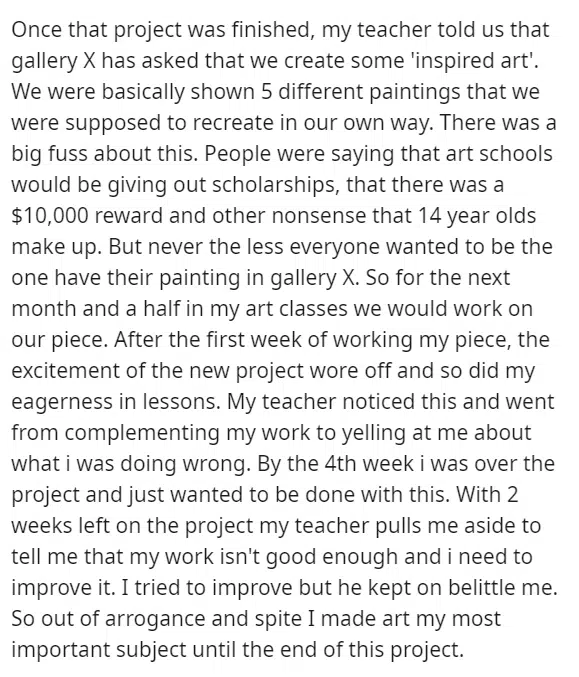 Once that project was finished, my teacher told us that
gallery X has asked that we create some 'inspired art'.
We were basically shown 5 different paintings that we
were supposed to recreate in our own way. There was a
big fuss about this. People were saying that art schools
would be giving out scholarships, that there was a
$10,000 reward and other nonsense that 14 year olds
make up. But never the less everyone wanted to be the
one have their painting in gallery X. So for the next
month and a half in my art classes we would work on
our piece. After the first week of working my piece, the
excitement of the new project wore off and so did my
eagerness in lessons. My teacher noticed this and went
from complementing my work to yelling at me about
what i was doing wrong. By the 4th week i was over the
project and just wanted to be done with this. With 2
weeks left on the project my teacher pulls me aside to
tell me that my work isn't good enough and i need to
improve it. I tried to improve but he kept on belittle me.
So out of arrogance and spite I made art my most
important subject until the end of this project.